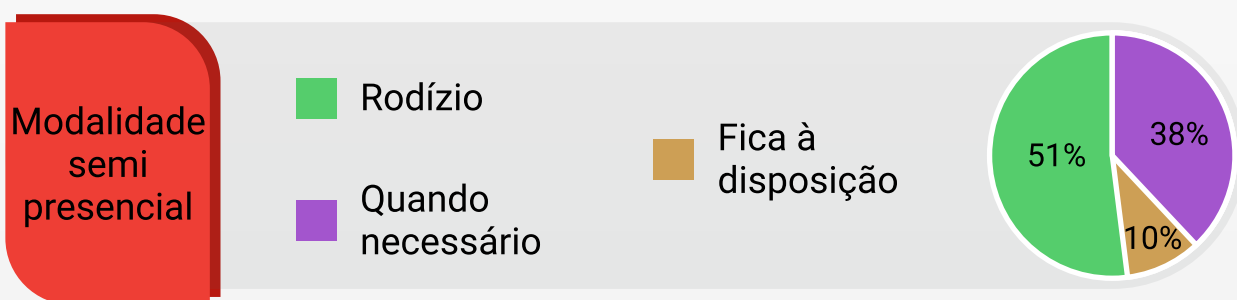 Modalidade
semi
presencial
Rodízio
Quando
necessário
Fica à
disposição
51%
38%
10%